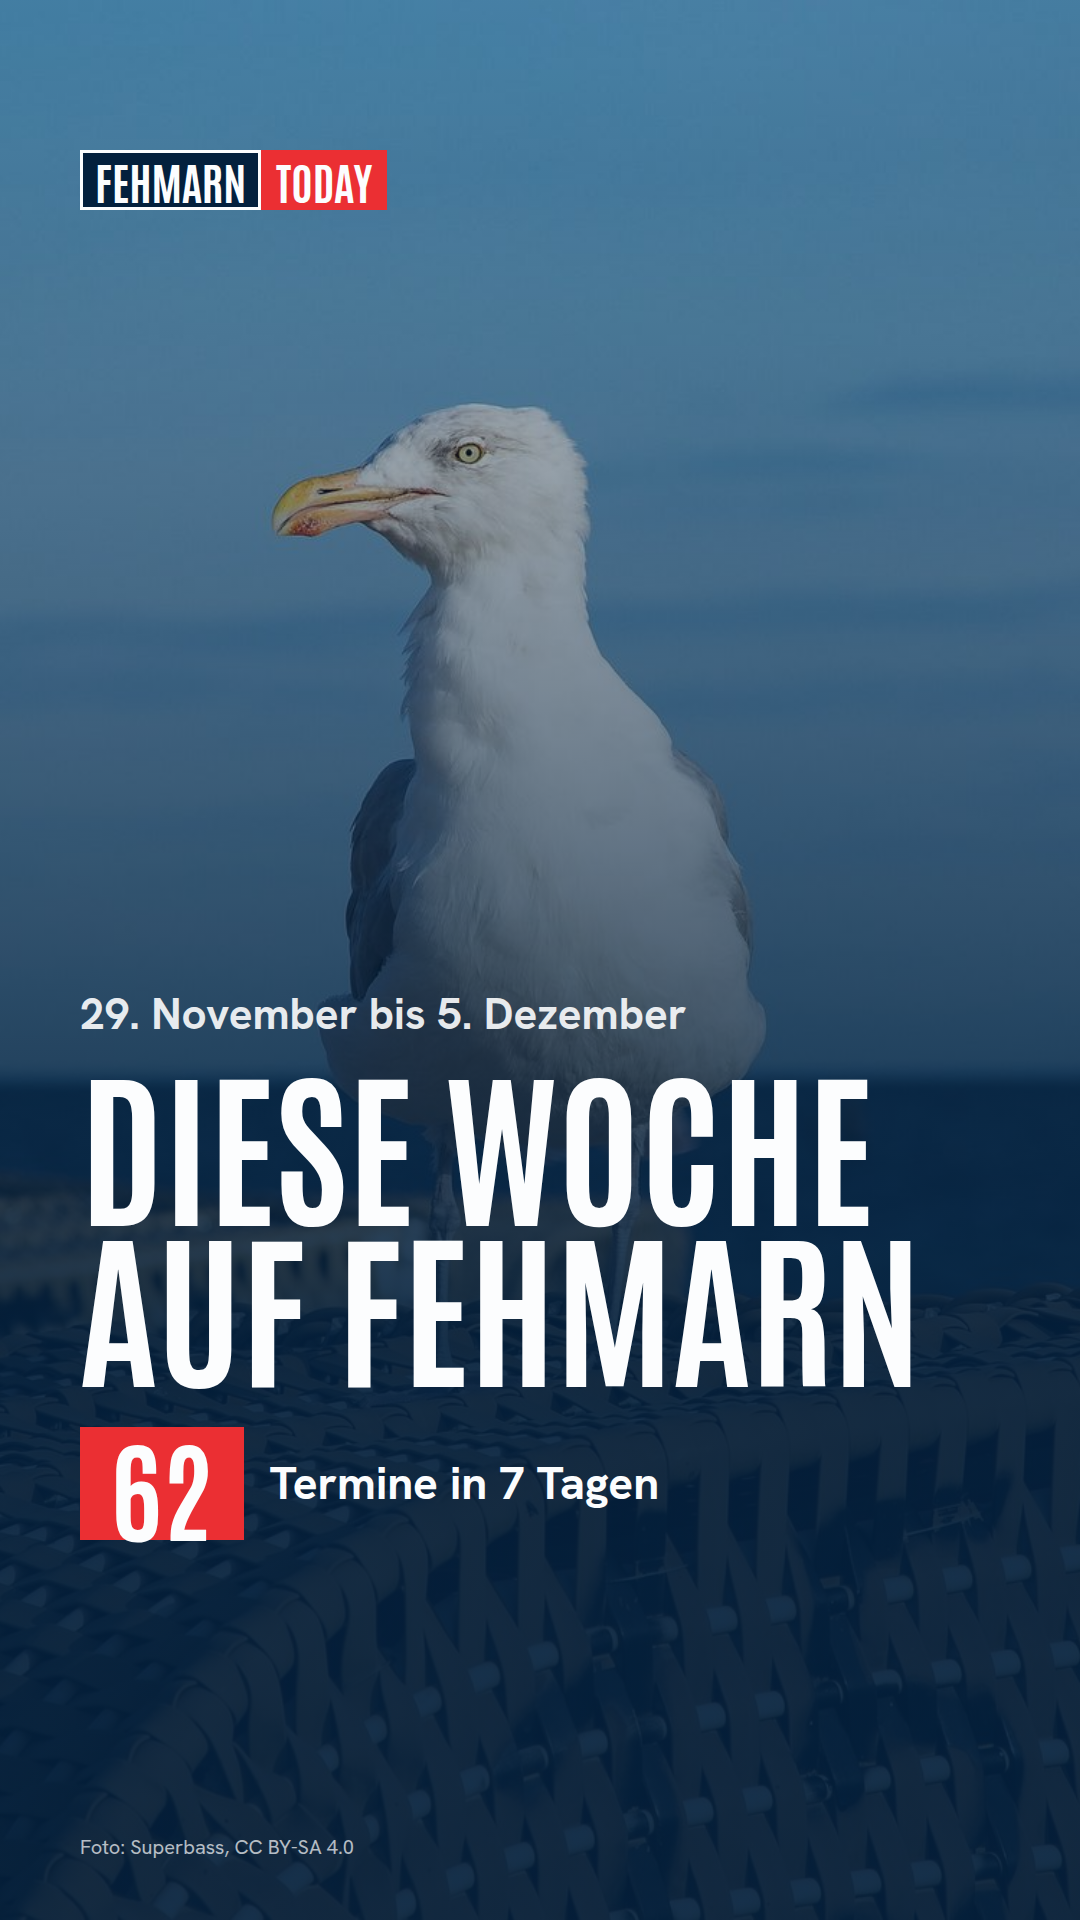 FEHMARN TODAY
29. November bis 5. Dezember
DIESE WOCHE
AUF FEHMARN
62 Termine in 7 Tagen
Foto: Superbass, CC BY-SA 4.0